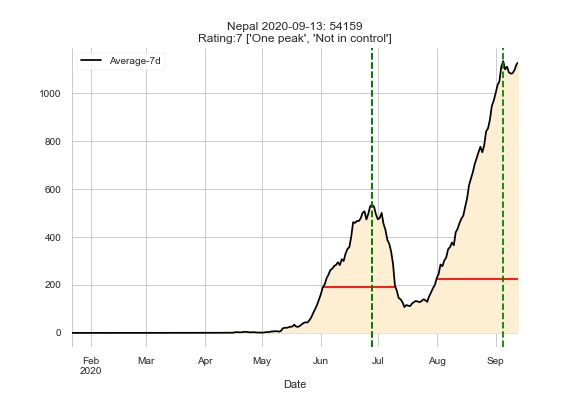 Nepal 2020-09-13: 54159
Rating:7 ['One peak', 'Not in control']
Average-7d
1000
800
600
400
200
0
Feb Mar Apr May Jun Jul Aug Sep
2020
Date